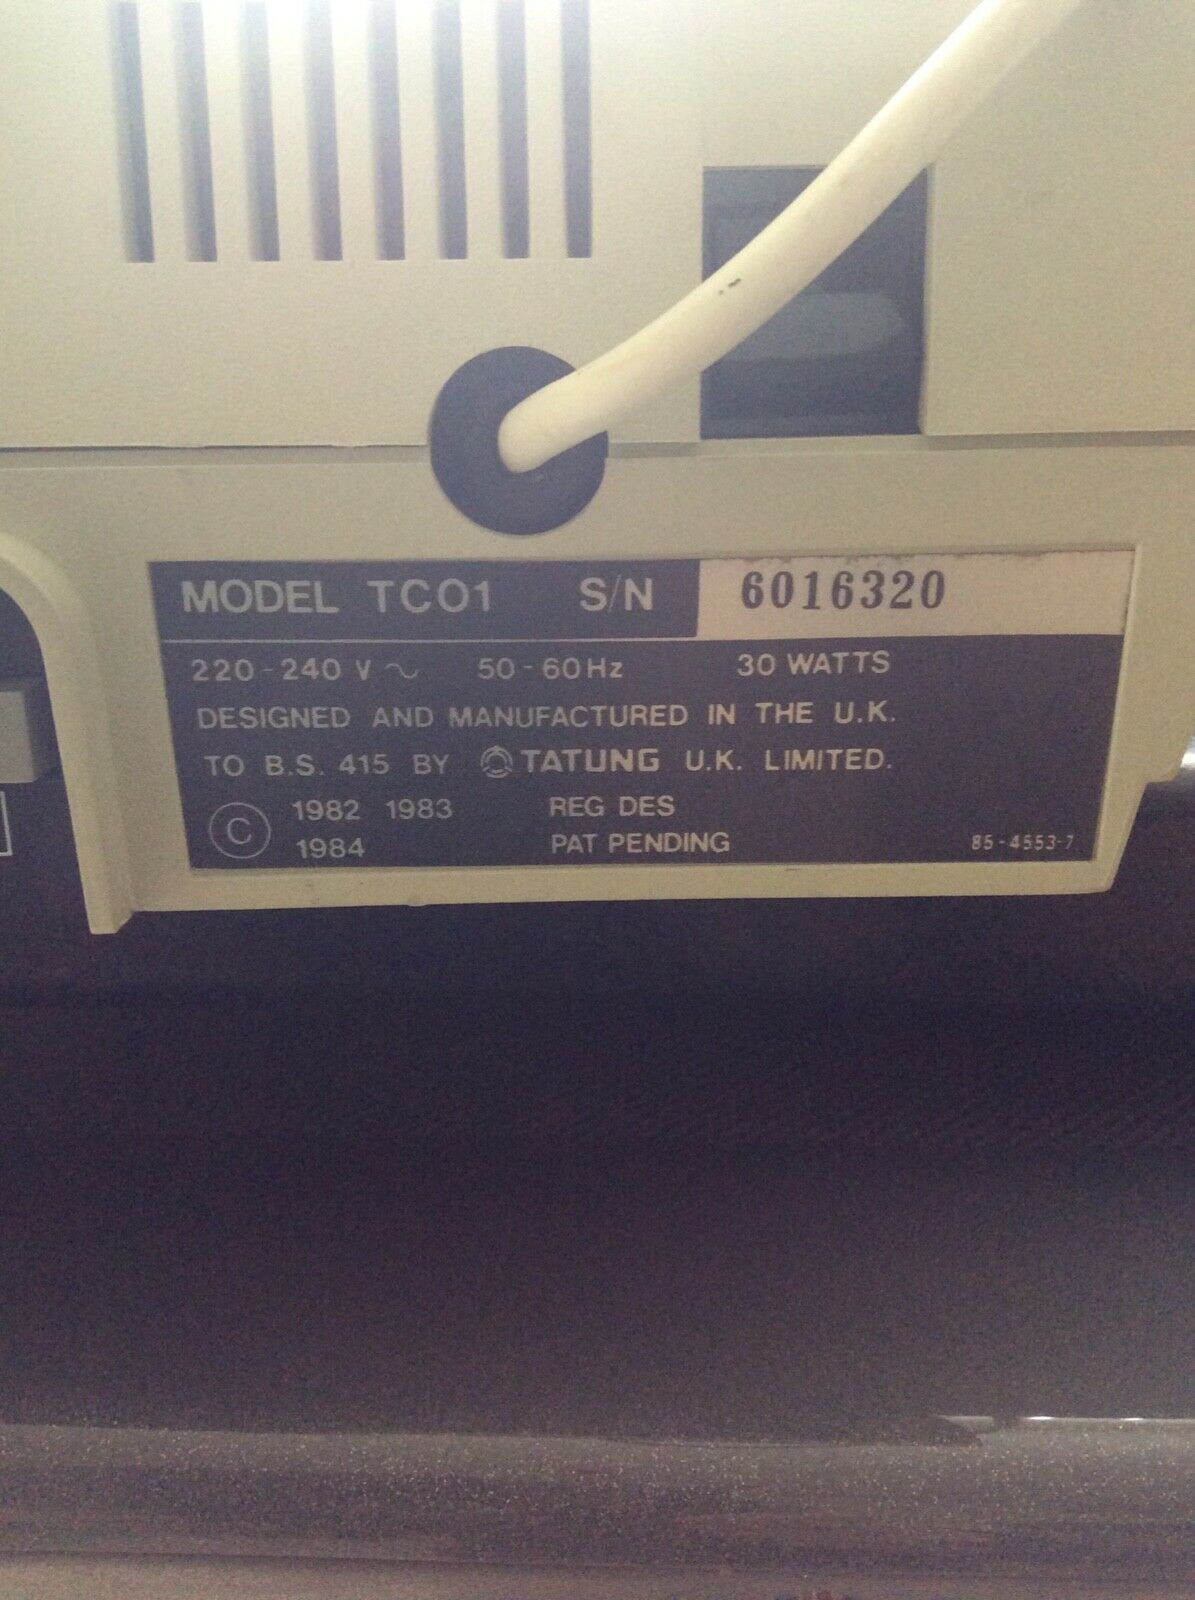 MODEL TC01 S/N 6016320
220-240 V ~ 50-60Hz 30 WATTS
DESIGNED AND MANUFACTURED IN THE U.K.
TO B.S. 415 BY TATUNG U.K. LIMITED.
© 1982 1983 REG DES
1984 PAT PENDING 85-4553-7